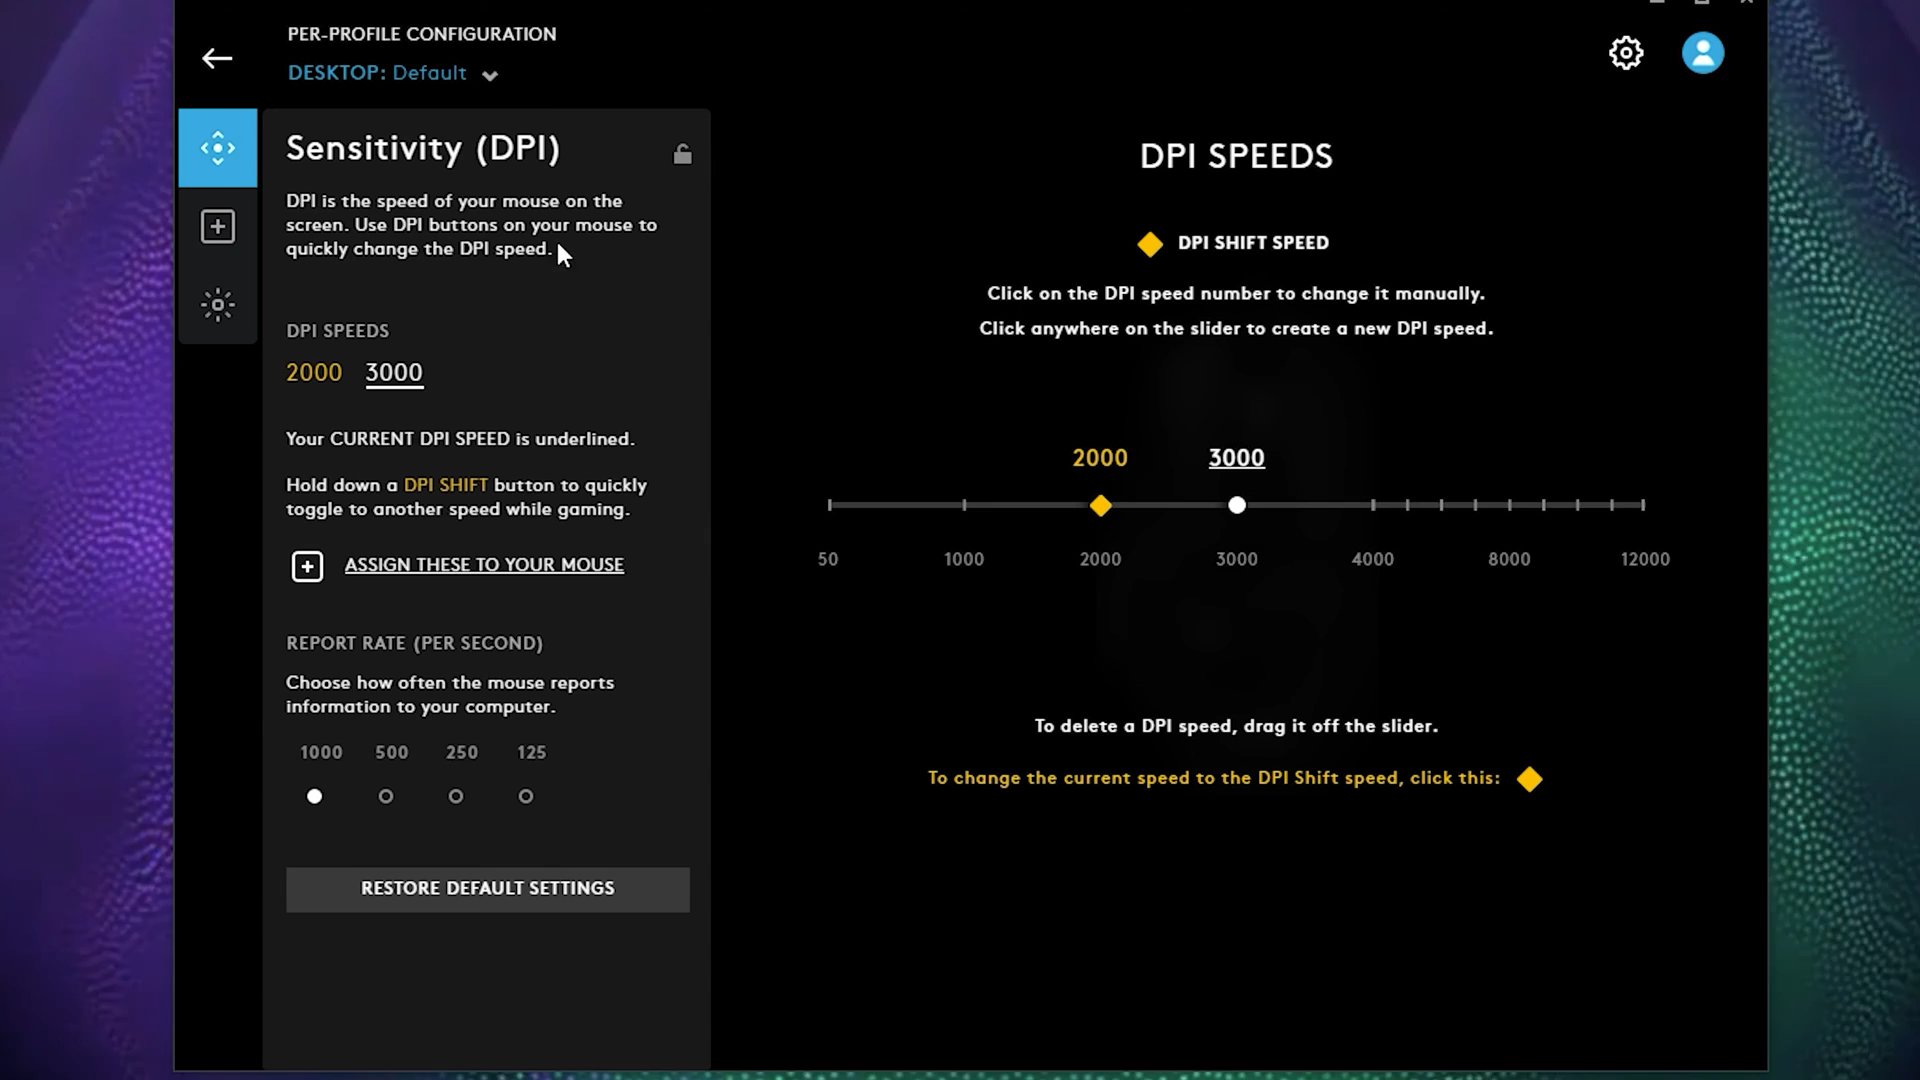 PER-PROFILE CONFIGURATION
DESKTOP: Default
Sensitivity (DPI)
DPI is the speed of your mouse on the
screen. Use DPI buttons on your mouse to
quickly change the DPI speed.
DPI SPEEDS
2000 3000
Your CURRENT DPI SPEED is underlined.
Hold down a DPI SHIFT button to quickly
toggle to another speed while gaming.
ASSIGN THESE TO YOUR MOUSE
REPORT RATE (PER SECOND)
Choose how often the mouse reports
information to your computer.
1000 500 250 125
RESTORE DEFAULT SETTINGS
DPI SPEEDS
DPI SHIFT SPEED
Click on the DPI speed number to change it manually.
Click anywhere on the slider to create a new DPI speed.
2000 3000
50 1000 2000 3000 4000 8000 12000
To delete a DPI speed, drag it off the slider.
To change the current speed to the DPI Shift speed, click this: